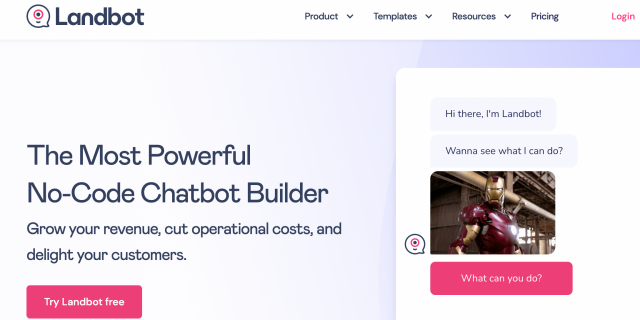 Landbot
Product
Templates
Resources
Pricing
Login
The Most Powerful
No-Code Chatbot Builder
Grow your revenue, cut operational costs, and
delight your customers.
Try Landbot free
Hi there, I'm Landbot!
Wanna see what I can do?
What can you do?